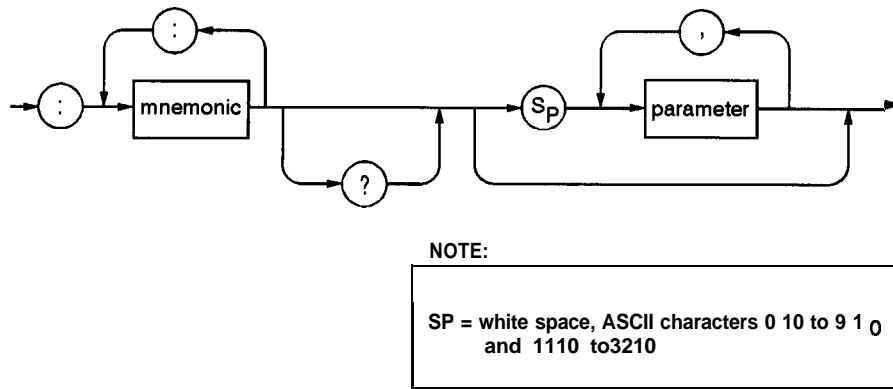 :
,
:
mnemonic
SP
parameter
?
NOTE:
SP = white space, ASCII characters 0 10 to 9 1 0
and 1110 to3210